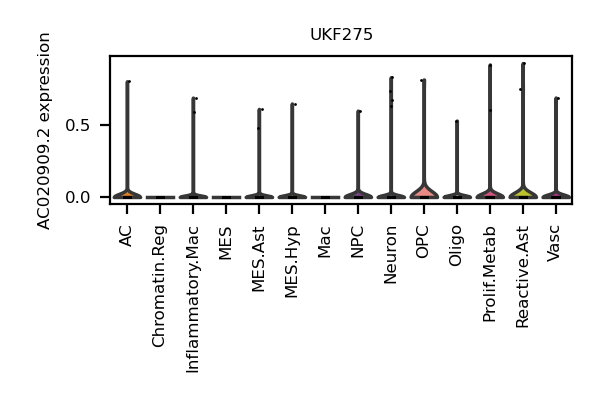 UKF275
AC020909.2 expression
0.5
0.0
AC
Chromatin.Reg
Inflammatory.Mac
MES
MES.Ast
MES.Hyp
Mac
NPC
Neuron
OPC
Oligo
Prolif.Metab
Reactive.Ast
Vasc